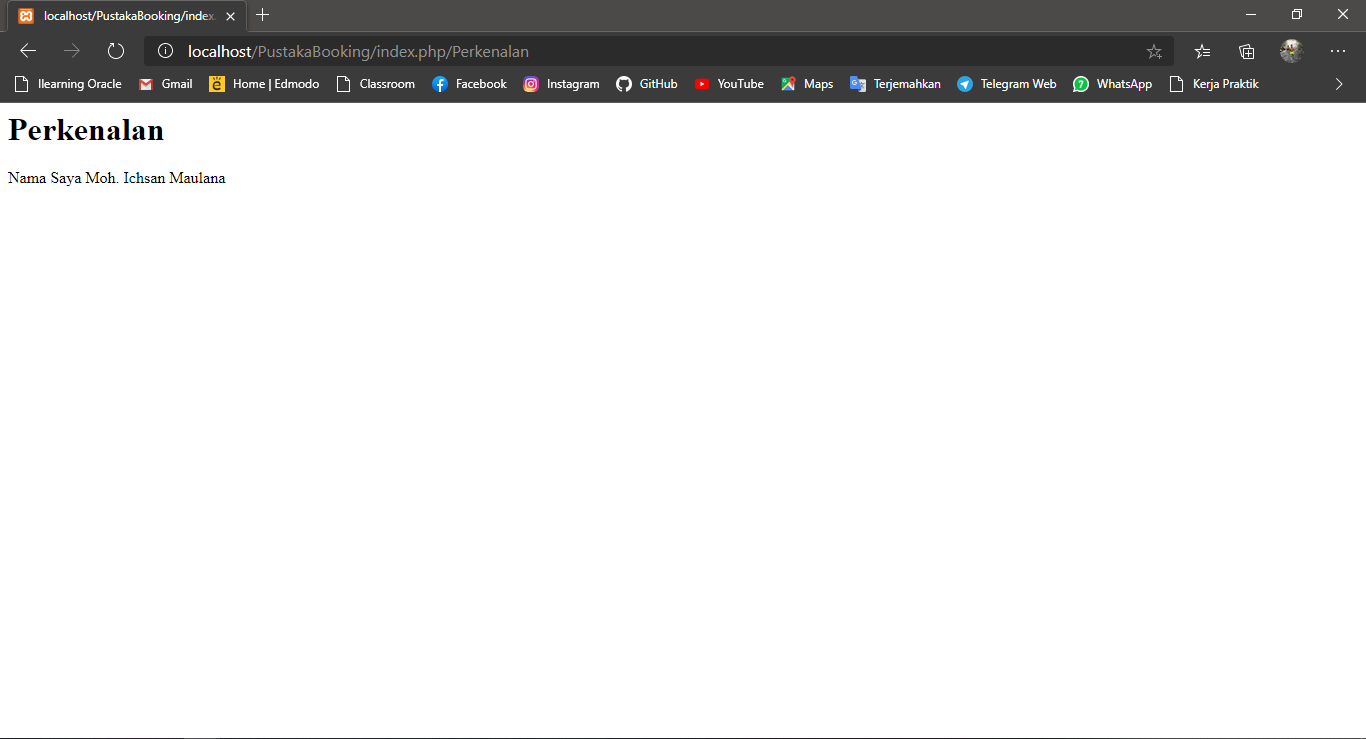 localhost/PustakaBooking/index.
localhost/PustakaBooking/index.php/Perkenalan
Ilearning Oracle Gmail Home | Edmodo Classroom Facebook Instagram GitHub YouTube Maps Terjemahkan Telegram Web WhatsApp Kerja Praktik
Perkenalan
Nama Saya Moh. Ichsan Maulana